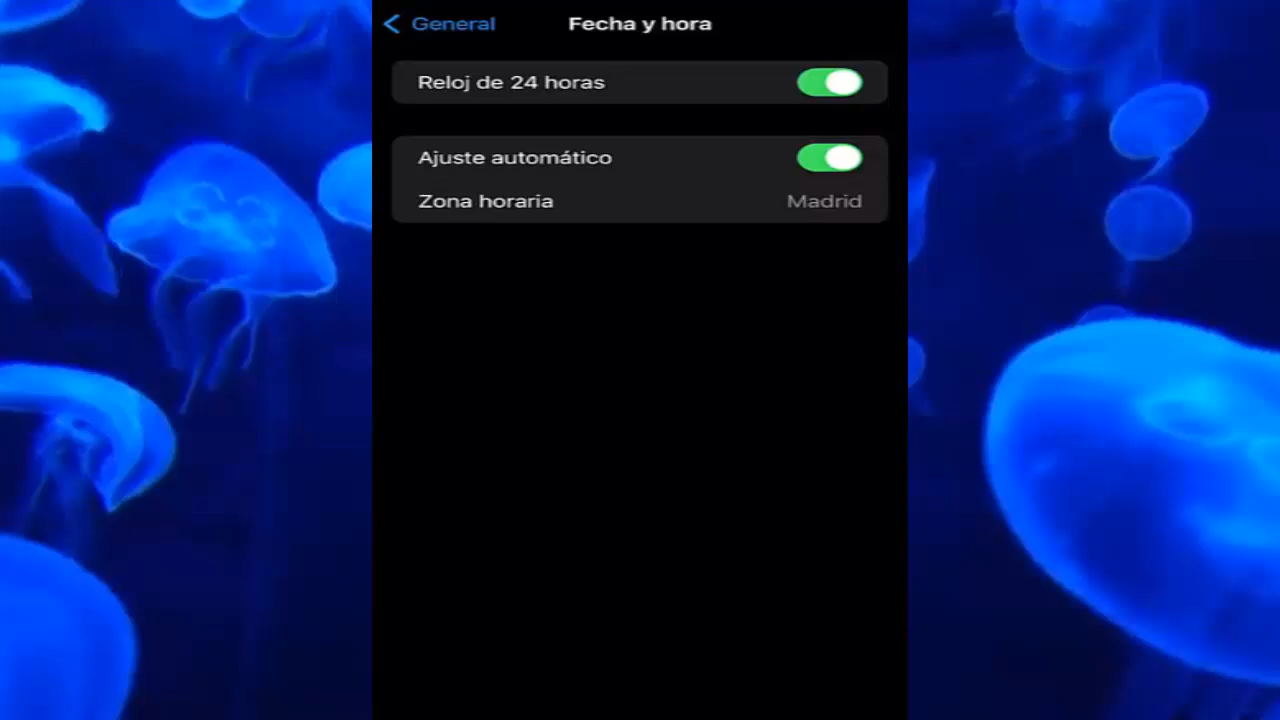 General
Fecha y hora
Reloj de 24 horas
Ajuste automático
Zona horaria Madrid